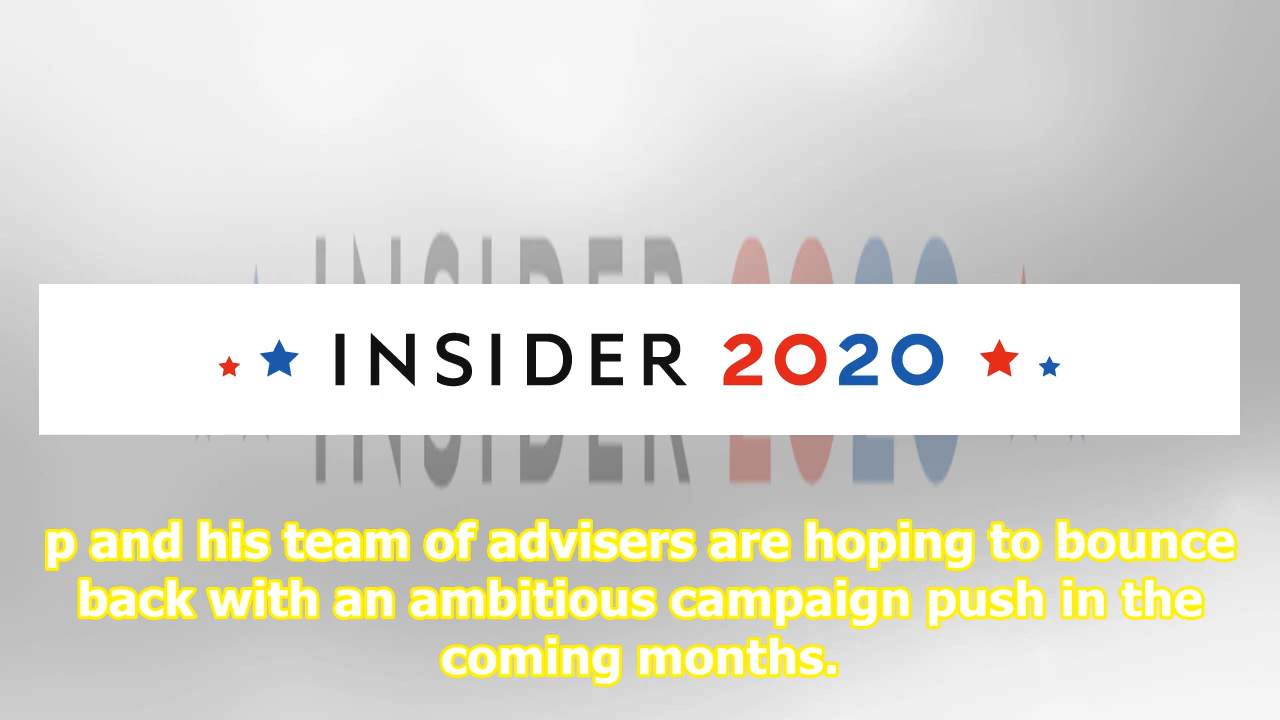 INSIDER 2020
p and his team of advisers are hoping to bounce
back with an ambitious campaign push in the
coming months.